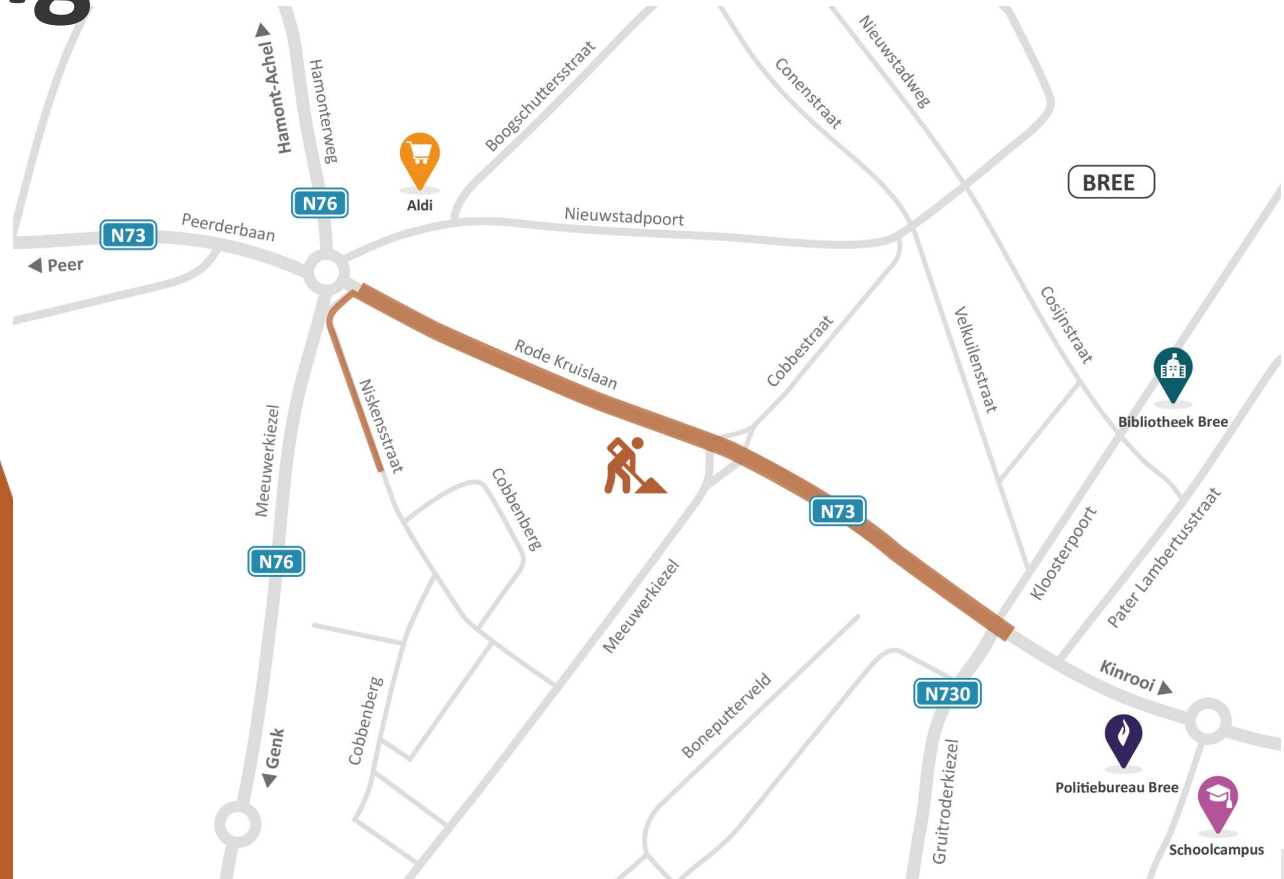 g
Hamont-Achel
Hamonterweg
Boogschuttersstraat
Conenstraat
Nieuwstadweg
BREE
N76
Aldi
Peerderbaan
N73
Nieuwstadpoort
Peer
Rode Kruislaan
Cobbestraat
Velkuilenstraat
Cosijnstraat
Bibliotheek Bree
Niskensstraat
Meeuwerkiezel
Cobbenberg
N73
N76
Meeuwerkiezel
Kloosterpoort
Pater Lambertusstraat
Kinrooi
N730
Cobbenberg
Boneputterveld
Genk
Gruitroderkiezel
Politiebureau Bree
Schoolcampus